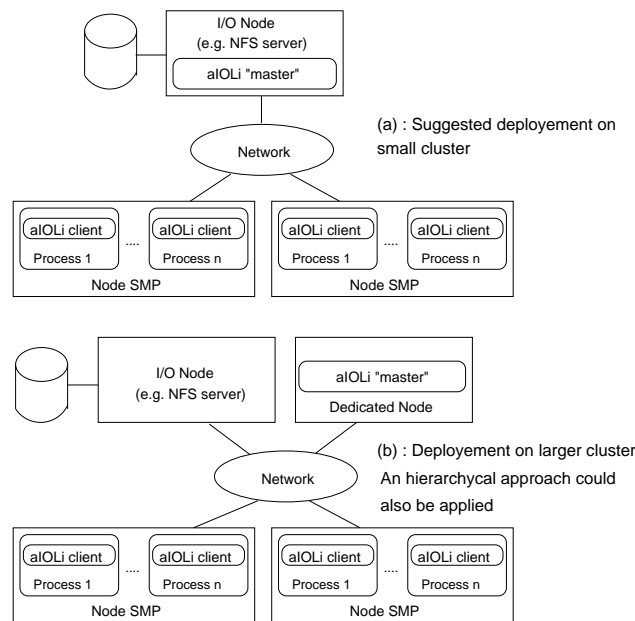 I/O Node
(e.g. NFS server)
aIOLi "master"
(a) : Suggested deployement on
small cluster
Network
aIOLi client
....
aIOLi client
aIOLi client
....
aIOLi client
Process 1
Process n
Process 1
Process n
Node SMP
Node SMP
I/O Node
(e.g. NFS server)
aIOLi "master"
Dedicated Node
(b) : Deployement on larger cluster
An hierarchycal approach could
also be applied
Network
aIOLi client
....
aIOLi client
aIOLi client
....
aIOLi client
Process 1
Process n
Process 1
Process n
Node SMP
Node SMP